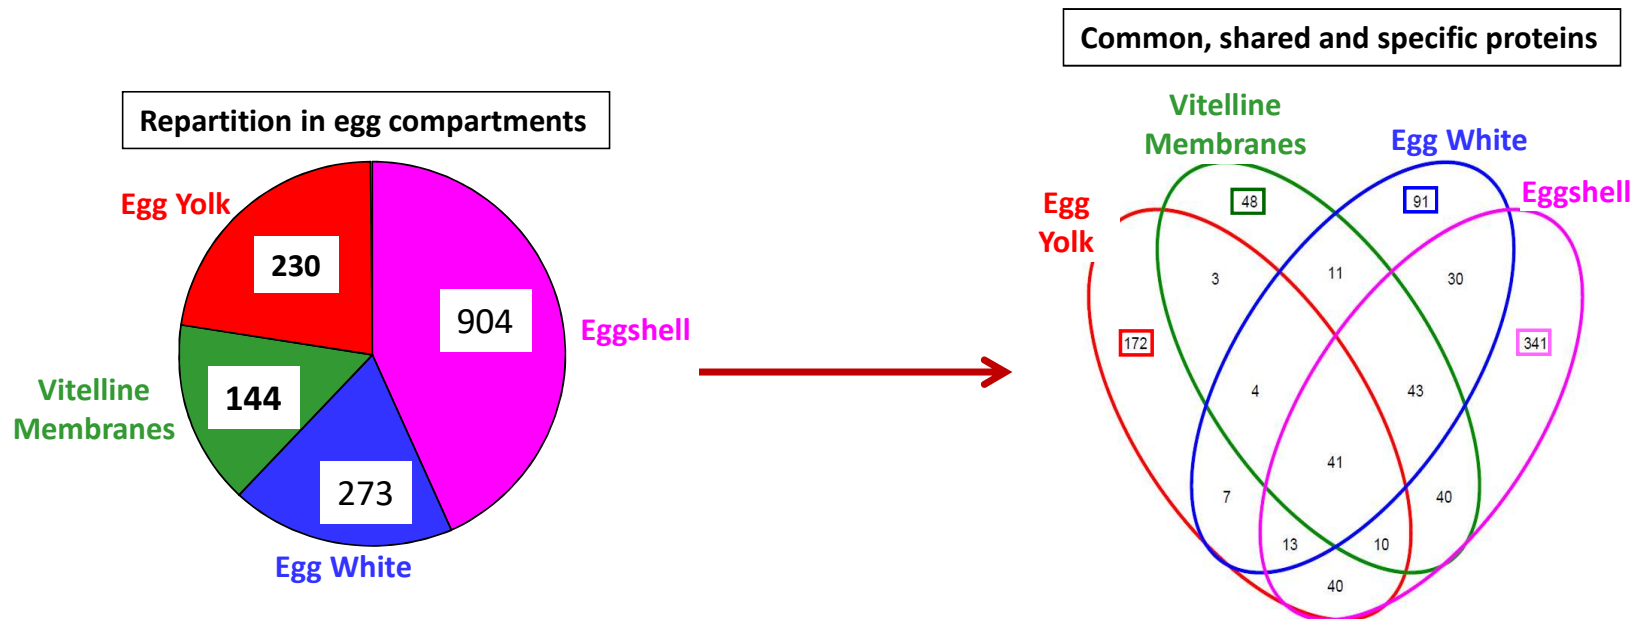 Repartition in egg compartments
Egg Yolk
230
904
Eggshell
Vitelline
Membranes
144
273
Egg White
Common, shared and specific proteins
Vitelline
Membranes
Egg White
Eggshell
Egg
Yolk
48
91
3
11
30
172
341
4
43
41
7
40
13
10
40